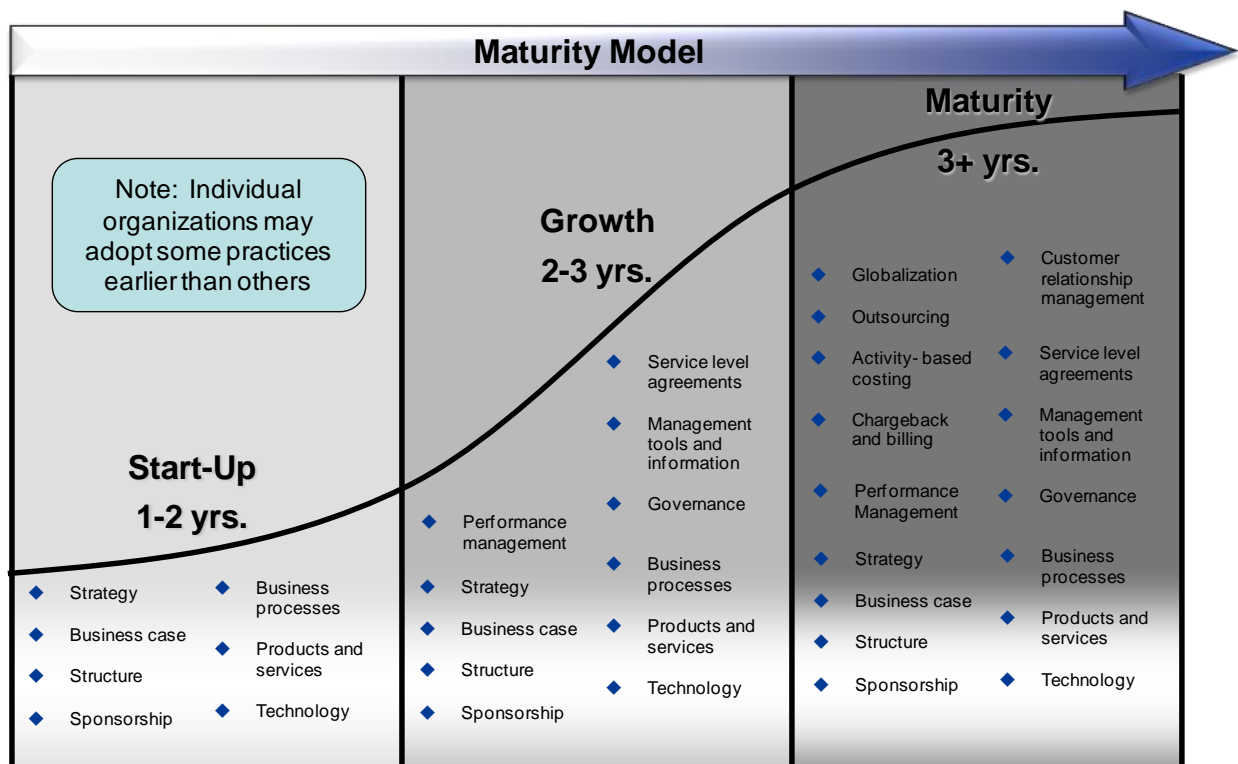 Maturity Model
Note: Individual
organizations may
adopt some practices
earlier than others
Start-Up
1-2 yrs.
Strategy
Business case
Structure
Sponsorship
Business
processes
Products and
services
Technology
Growth
2-3 yrs.
Performance
management
Strategy
Business case
Structure
Sponsorship
Service level
agreements
Management
tools and
information
Governance
Business
processes
Products and
services
Technology
Maturity
3+ yrs.
Globalization
Outsourcing
Activity- based
costing
Chargeback
and billing
Performance
Management
Strategy
Business case
Structure
Sponsorship
Customer
relationship
management
Service level
agreements
Management
tools and
information
Governance
Business
processes
Products and
services
Technology